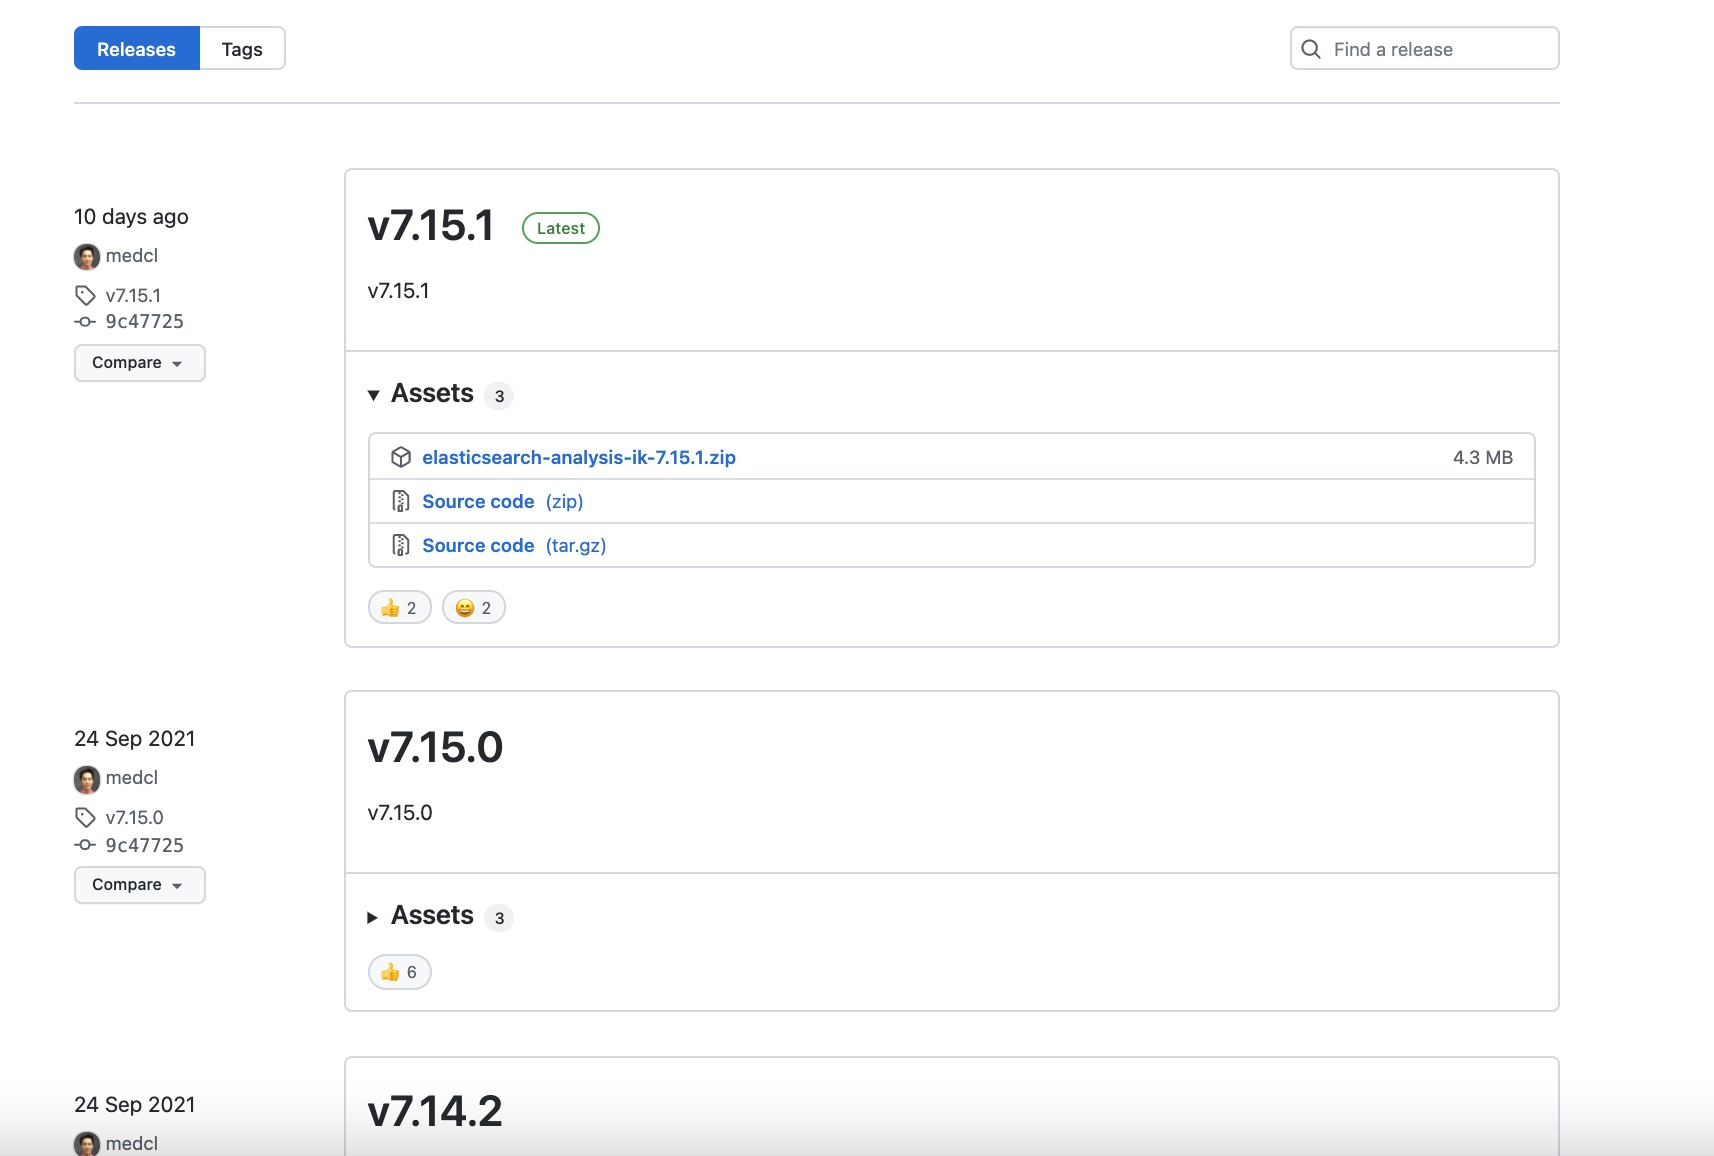 Releases
Tags
Find a release
10 days ago
medcl
v7.15.1
9c47725
Compare
v7.15.1
Latest
v7.15.1
Assets 3
elasticsearch-analysis-ik-7.15.1.zip 4.3 MB
Source code (zip)
Source code (tar.gz)
2 2
24 Sep 2021
medcl
v7.15.0
9c47725
Compare
v7.15.0
v7.15.0
Assets 3
6
24 Sep 2021
medcl
v7.14.2